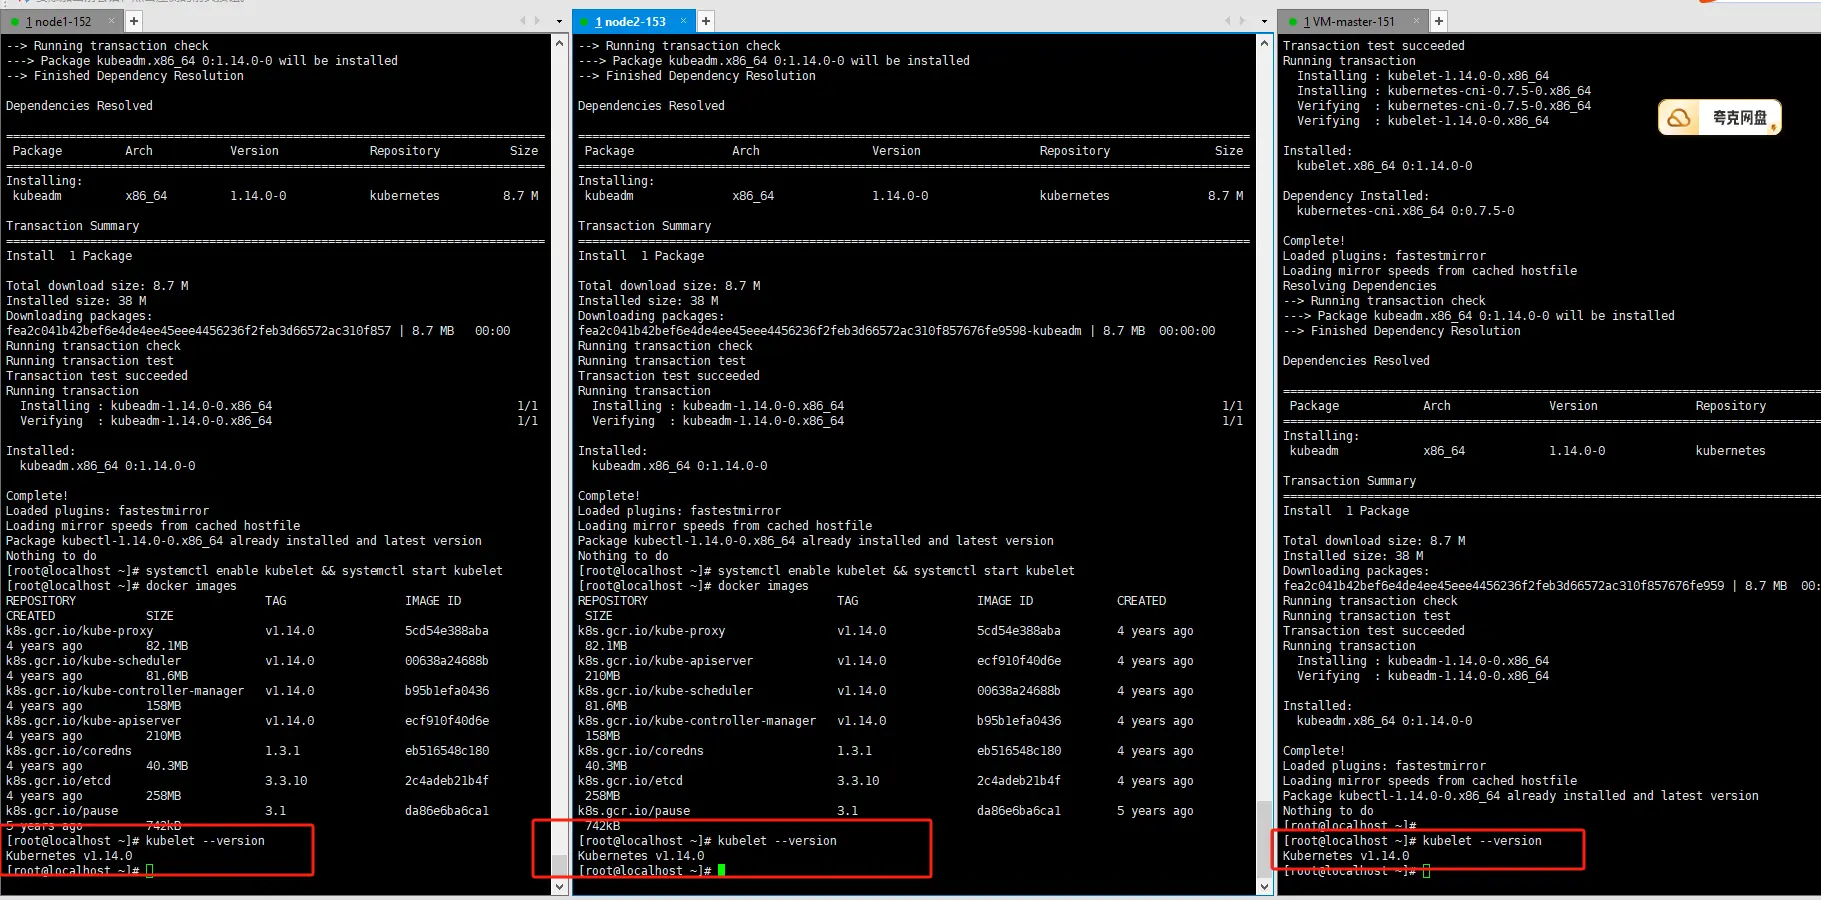 1 node1-152
--> Running transaction check
---> Package kubeadm.x86_64 0:1.14.0-0 will be installed
--> Finished Dependency Resolution
Dependencies Resolved
Package Arch Version Repository Size
Installing:
kubeadm x86_64 1.14.0-0 kubernetes 8.7 M
Transaction Summary
Install 1 Package
Total download size: 8.7 M
Installed size: 38 M
Downloading packages:
fea2c041b42bef6e4de4ee45eee4456236f2feb3d66572ac310f857 | 8.7 MB 00:00
Running transaction check
Running transaction test
Transaction test succeeded
Running transaction
Installing : kubeadm-1.14.0-0.x86_64 1/1
Verifying : kubeadm-1.14.0-0.x86_64 1/1
Installed:
kubeadm.x86_64 0:1.14.0-0
Complete!
Loaded plugins: fastestmirror
Loading mirror speeds from cached hostfile
Package kubectl-1.14.0-0.x86_64 already installed and latest version
Nothing to do
[root@localhost ~]# systemctl enable kubelet && systemctl start kubelet
[root@localhost ~]# docker images
REPOSITORY TAG IMAGE ID
CREATED SIZE
k8s.gcr.io/kube-proxy v1.14.0 5cd54e388aba
4 years ago 82.1MB
k8s.gcr.io/kube-scheduler v1.14.0 00638a24688b
4 years ago 81.6MB
k8s.gcr.io/kube-controller-manager v1.14.0 b95b1efa0436
4 years ago 158MB
k8s.gcr.io/kube-apiserver v1.14.0 ecf910f40d6e
4 years ago 210MB
k8s.gcr.io/coredns 1.3.1 eb516548c180
4 years ago 40.3MB
k8s.gcr.io/etcd 3.3.10 2c4adeb21b4f
4 years ago 258MB
k8s.gcr.io/pause 3.1 da86e6ba6ca1
5 years ago 742kB
[root@localhost ~]# kubelet --version
Kubernetes v1.14.0
[root@localhost ~]#
1 node2-153
--> Running transaction check
---> Package kubeadm.x86_64 0:1.14.0-0 will be installed
--> Finished Dependency Resolution
Dependencies Resolved
Package Arch Version Repository Size
Installing:
kubeadm x86_64 1.14.0-0 kubernetes 8.7 M
Transaction Summary
Install 1 Package
Total download size: 8.7 M
Installed size: 38 M
Downloading packages:
fea2c041b42bef6e4de4ee45eee4456236f2feb3d66572ac310f857676fe9598-kubeadm | 8.7 MB 00:00:00
Running transaction check
Running transaction test
Transaction test succeeded
Running transaction
Installing : kubeadm-1.14.0-0.x86_64 1/1
Verifying : kubeadm-1.14.0-0.x86_64 1/1
Installed:
kubeadm.x86_64 0:1.14.0-0
Complete!
Loaded plugins: fastestmirror
Loading mirror speeds from cached hostfile
Package kubectl-1.14.0-0.x86_64 already installed and latest version
Nothing to do
[root@localhost ~]# systemctl enable kubelet && systemctl start kubelet
[root@localhost ~]# docker images
REPOSITORY TAG IMAGE ID CREATED
SIZE
k8s.gcr.io/kube-proxy v1.14.0 5cd54e388aba 4 years ago
82.1MB
k8s.gcr.io/kube-apiserver v1.14.0 ecf910f40d6e 4 years ago
210MB
k8s.gcr.io/kube-scheduler v1.14.0 00638a24688b 4 years ago
81.6MB
k8s.gcr.io/kube-controller-manager v1.14.0 b95b1efa0436 4 years ago
158MB
k8s.gcr.io/coredns 1.3.1 eb516548c180 4 years ago
40.3MB
k8s.gcr.io/etcd 3.3.10 2c4adeb21b4f 4 years ago
258MB
k8s.gcr.io/pause 3.1 da86e6ba6ca1 5 years ago
742kB
[root@localhost ~]# kubelet --version
Kubernetes v1.14.0
[root@localhost ~]#
1 VM-master-151
Transaction test succeeded
Running transaction
Installing : kubelet-1.14.0-0.x86_64
Installing : kubernetes-cni-0.7.5-0.x86_64
Verifying : kubernetes-cni-0.7.5-0.x86_64
Verifying : kubelet-1.14.0-0.x86_64
夸克网盘
Installed:
kubelet.x86_64 0:1.14.0-0
Dependency Installed:
kubernetes-cni.x86_64 0:0.7.5-0
Complete!
Loaded plugins: fastestmirror
Loading mirror speeds from cached hostfile
Resolving Dependencies
--> Running transaction check
---> Package kubeadm.x86_64 0:1.14.0-0 will be installed
--> Finished Dependency Resolution
Dependencies Resolved
Package Arch Version Repository
Installing:
kubeadm x86_64 1.14.0-0 kubernetes
Transaction Summary
Install 1 Package
Total download size: 8.7 M
Installed size: 38 M
Downloading packages:
fea2c041b42bef6e4de4ee45eee4456236f2feb3d66572ac310f857676fe959 | 8.7 MB 00:
Running transaction check
Running transaction test
Transaction test succeeded
Running transaction
Installing : kubeadm-1.14.0-0.x86_64
Verifying : kubeadm-1.14.0-0.x86_64
Installed:
kubeadm.x86_64 0:1.14.0-0
Complete!
Loaded plugins: fastestmirror
Loading mirror speeds from cached hostfile
Package kubectl-1.14.0-0.x86_64 already installed and latest version
Nothing to do
[root@localhost ~]#
[root@localhost ~]# kubelet --version
Kubernetes v1.14.0
[root@localhost ~]#